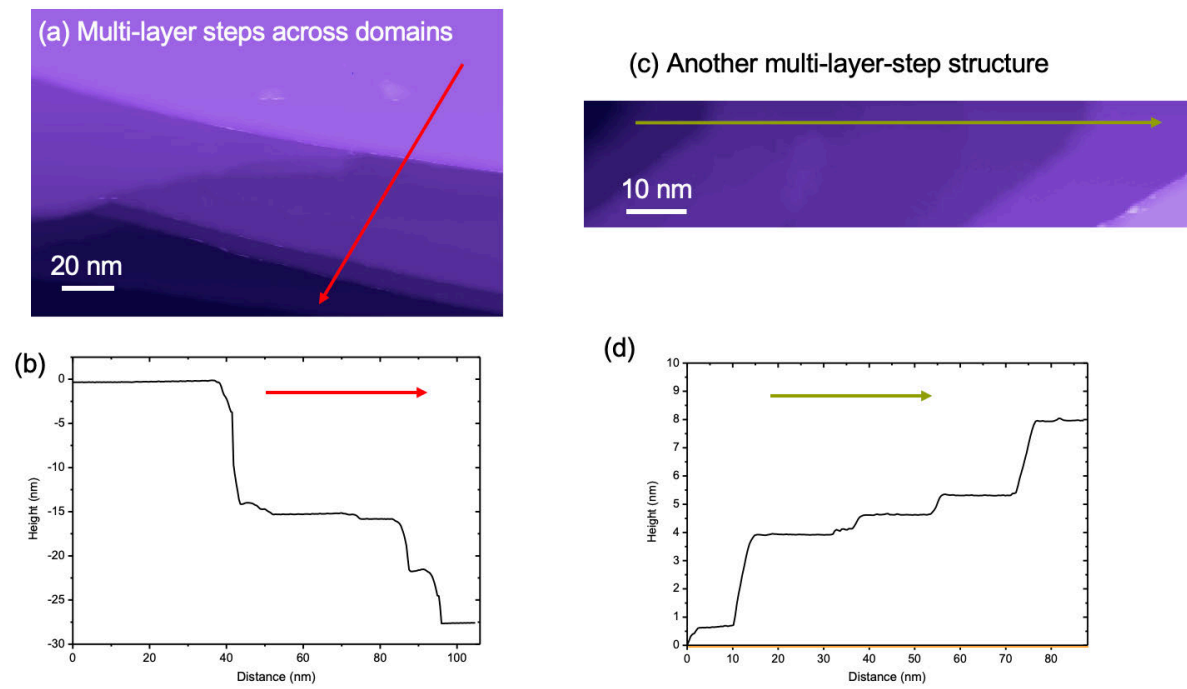 (a) Multi-layer steps across domains
20 nm
(c) Another multi-layer-step structure
10 nm
(b)
0
-5
-10
-15
-20
-25
-30
Height (nm)
0 20 40 60 80 100
Distance (nm)
(d)
10
9
8
7
6
5
4
3
2
1
0
Height (nm)
0 10 20 30 40 50 60 70 80
Distance (nm)